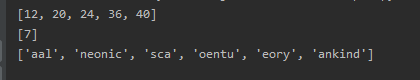 [12, 20, 24, 36, 40]
[7]
['aal', 'neonic', 'sca', 'oentu', 'eory', 'ankind']